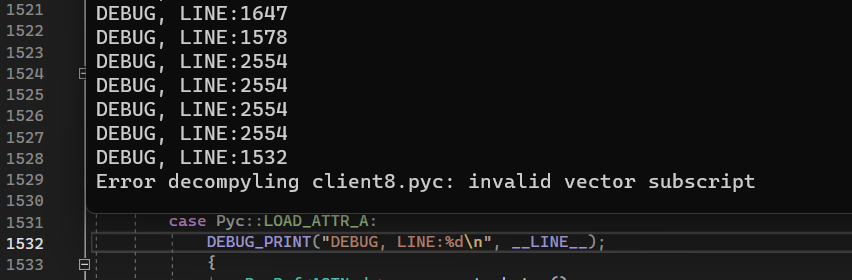 1521
1522
1523
1524
1525
1526
1527
1528
1529
1530
1531
1532
1533
DEBUG, LINE:1647
DEBUG, LINE:1578
DEBUG, LINE:2554
DEBUG, LINE:2554
DEBUG, LINE:2554
DEBUG, LINE:2554
DEBUG, LINE:1532
Error decompyling client8.pyc: invalid vector subscript
case Pyc::LOAD_ATTR_A:
DEBUG_PRINT("DEBUG, LINE:%d\n", __LINE__);
{